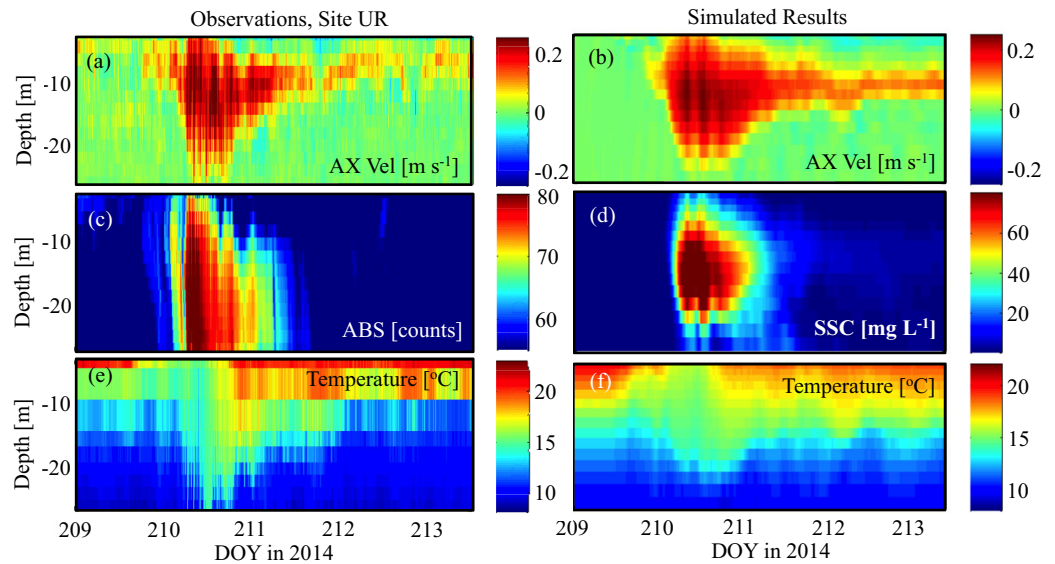 Observations, Site UR
Simulated Results
(a)
AX Vel [m s⁻¹]
Depth [m]
-10
-20
0.2
0
-0.2
(b)
AX Vel [m s⁻¹]
0.2
0
-0.2
(c)
ABS [counts]
Depth [m]
-10
-20
80
70
60
(d)
SSC [mg L⁻¹]
60
40
20
0
(e)
Temperature [°C]
Depth [m]
-10
-20
20
15
10
209
210
211
212
213
DOY in 2014
(f)
Temperature [°C]
20
15
10
209
210
211
212
213
DOY in 2014